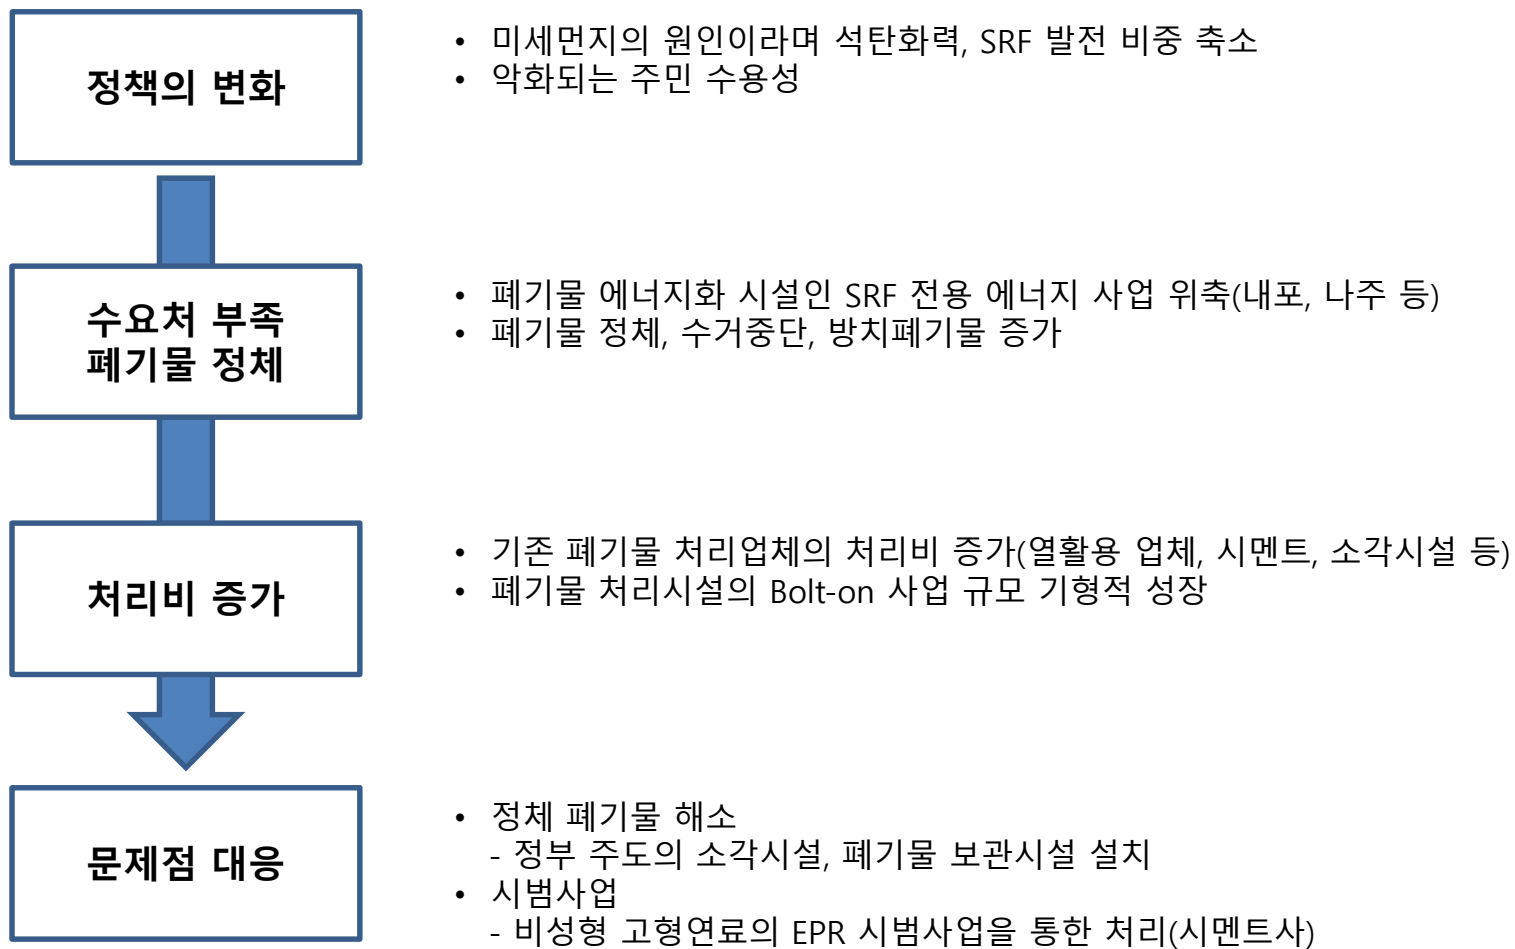 정책의 변화
• 미세먼지의 원인이라며 석탄화력, SRF 발전 비중 축소
• 악화되는 주민 수용성
수요처 부족
폐기물 정체
• 폐기물 에너지화 시설인 SRF 전용 에너지 사업 위축(내포, 나주 등)
• 폐기물 정체, 수거중단, 방치폐기물 증가
처리비 증가
• 기존 폐기물 처리업체의 처리비 증가(열활용 업체, 시멘트, 소각시설 등)
• 폐기물 처리시설의 Bolt-on 사업 규모 기형적 성장
문제점 대응
• 정체 폐기물 해소
- 정부 주도의 소각시설, 폐기물 보관시설 설치
• 시범사업
- 비성형 고형연료의 EPR 시범사업을 통한 처리(시멘트사)